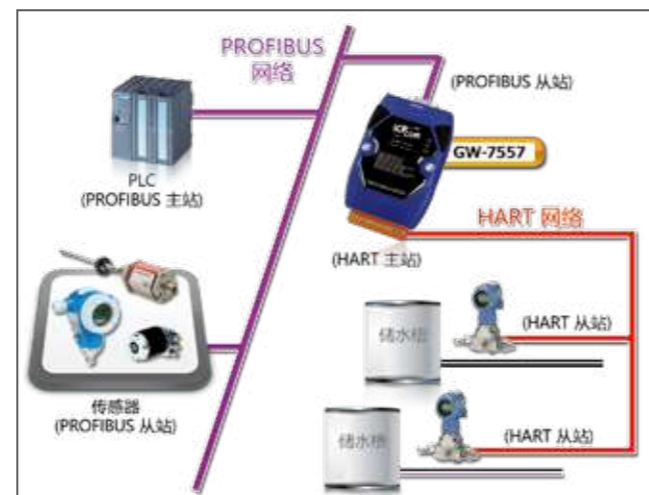 PROFIBUS
网络
(PROFIBUS 从站)
GW-7557
PLC
(PROFIBUS 主站)
HART 网络
(HART 主站)
(HART 从站)
储水槽
传感器
(PROFIBUS 从站)
(HART 从站)
储水槽